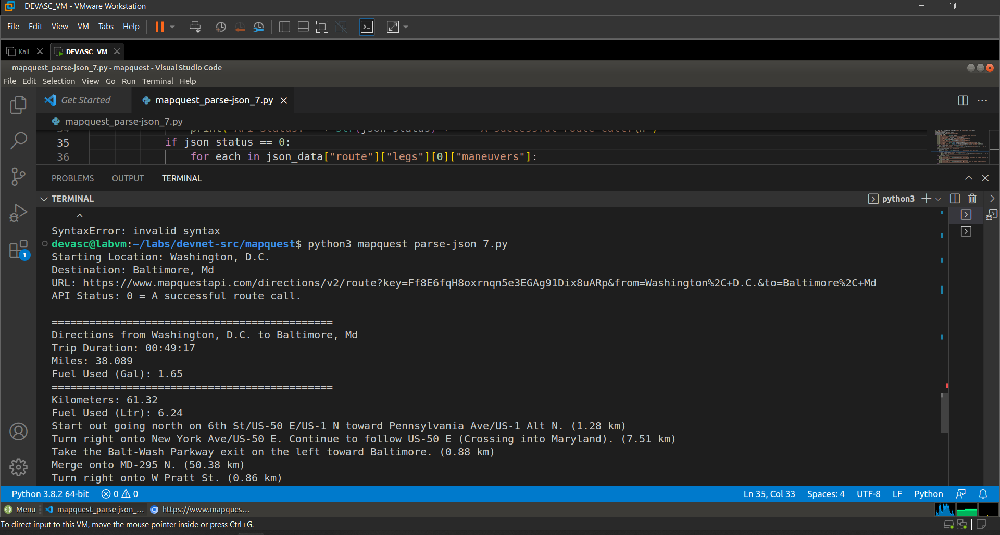 DEVASC_VM - VMware Workstation
File Edit View VM Tabs Help
Kali DEVASC_VM
mapquest_parse-json_7.py - mapquest - Visual Studio Code
File Edit Selection View Go Run Terminal Help
Get Started mapquest_parse-json_7.py
mapquest_parse-json_7.py
35 if json_status == 0:
36 for each in json_data["route"]["legs"][0]["maneuvers"]:
PROBLEMS OUTPUT TERMINAL
TERMINAL python3
^
SyntaxError: invalid syntax
devasc@labvm:~/labs/devnet-src/mapquest$ python3 mapquest_parse-json_7.py
Starting Location: Washington, D.C.
Destination: Baltimore, Md
URL: https://www.mapquestapi.com/directions/v2/route?key=Ff8E6fqH8oxrnqn5e3EGAg91Dix8uARp&from=Washington%2C+D.C.&to=Baltimore%2C+Md
API Status: 0 = A successful route call.
=============================================
Directions from Washington, D.C. to Baltimore, Md
Trip Duration: 00:49:17
Miles: 38.089
Fuel Used (Gal): 1.65
=============================================
Kilometers: 61.32
Fuel Used (Ltr): 6.24
Start out going north on 6th St/US-50 E/US-1 N toward Pennsylvania Ave/US-1 Alt N. (1.28 km)
Turn right onto New York Ave/US-50 E. Continue to follow US-50 E (Crossing into Maryland). (7.51 km)
Take the Balt-Wash Parkway exit on the left toward Baltimore. (0.88 km)
Merge onto MD-295 N. (50.38 km)
Turn right onto W Pratt St. (0.86 km)
1
Python 3.8.2 64-bit 0 0 Ln 35, Col 33 Spaces: 4 UTF-8 LF Python
Menu mapquest_parse-json_... https://www.mapques...
To direct input to this VM, move the mouse pointer inside or press Ctrl+G.